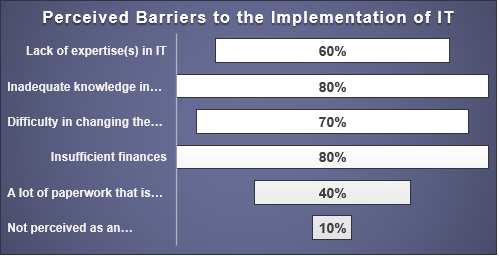 Perceived Barriers to the Implementation of IT
Lack of expertise(s) in IT
60%
Inadequate knowledge in…
80%
Difficulty in changing the…
70%
Insufficient finances
80%
A lot of paperwork that is…
40%
Not perceived as an…
10%